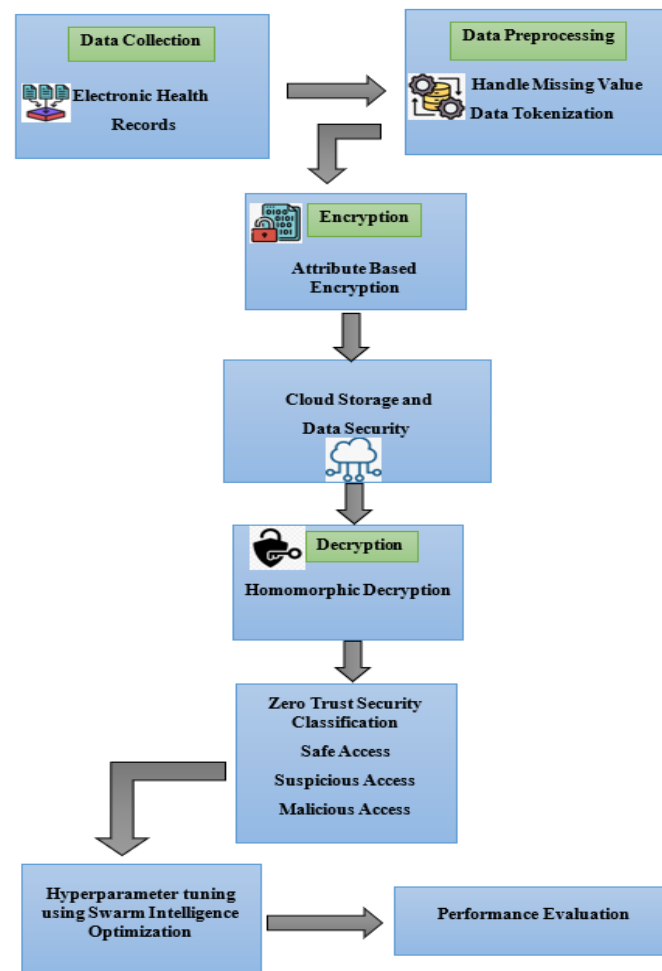 Data Collection
Electronic Health
Records
Data Preprocessing
Handle Missing Value
Data Tokenization
Encryption
Attribute Based
Encryption
Cloud Storage and
Data Security
Decryption
Homomorphic Decryption
Zero Trust Security
Classification
Safe Access
Suspicious Access
Malicious Access
Hyperparameter tuning
using Swarm Intelligence
Optimization
Performance Evaluation